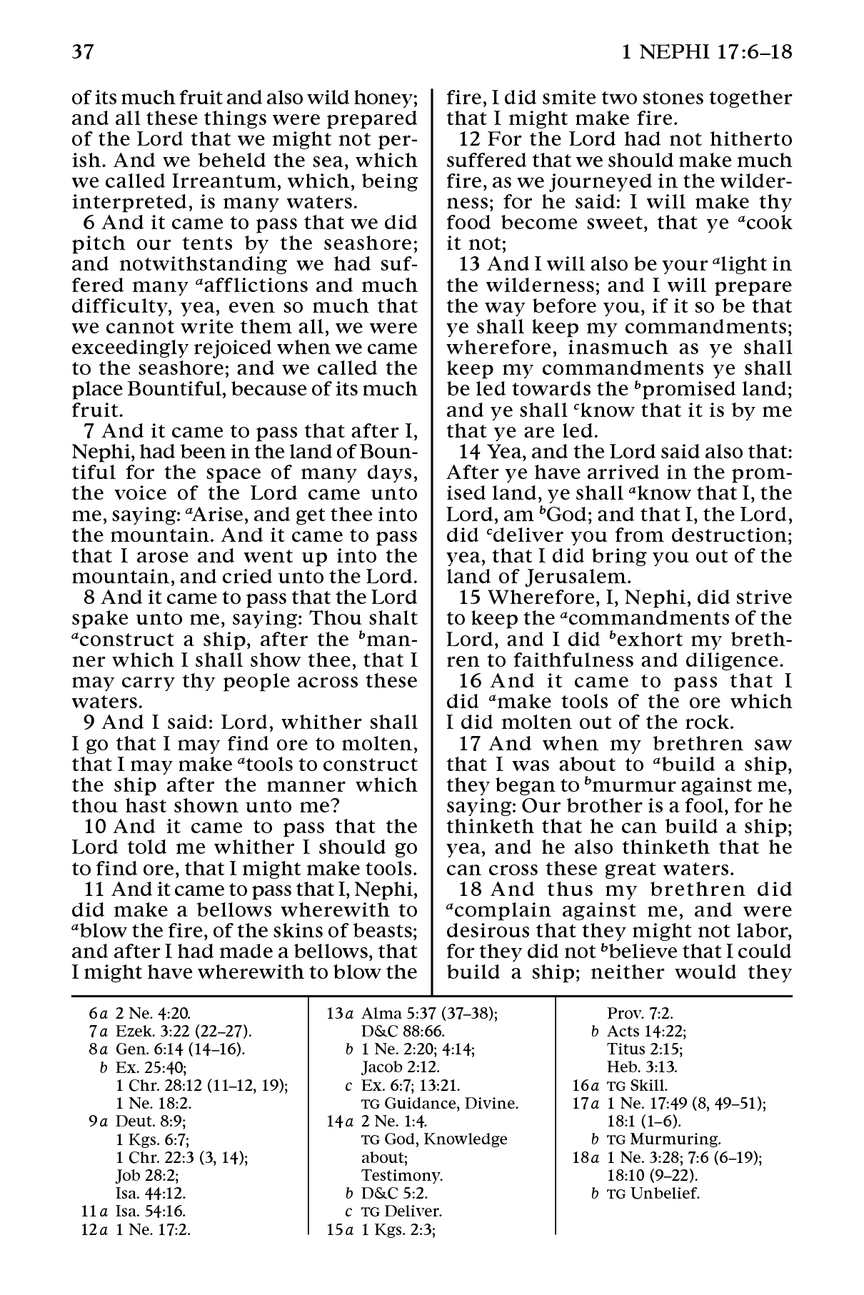 37
1 NEPHI 17:6–18
of its much fruit and also wild honey;
and all these things were prepared
of the Lord that we might not per-
ish. And we beheld the sea, which
we called Irreantum, which, being
interpreted, is many waters.
6 And it came to pass that we did
pitch our tents by the seashore;
and notwithstanding we had suf-
fered many aafflictions and much
difficulty, yea, even so much that
we cannot write them all, we were
exceedingly rejoiced when we came
to the seashore; and we called the
place Bountiful, because of its much
fruit.
7 And it came to pass that after I,
Nephi, had been in the land of Boun-
tiful for the space of many days,
the voice of the Lord came unto
me, saying: aArise, and get thee into
the mountain. And it came to pass
that I arose and went up into the
mountain, and cried unto the Lord.
8 And it came to pass that the Lord
spake unto me, saying: Thou shalt
aconstruct a ship, after the bman-
ner which I shall show thee, that I
may carry thy people across these
waters.
9 And I said: Lord, whither shall
I go that I may find ore to molten,
that I may make atools to construct
the ship after the manner which
thou hast shown unto me?
10 And it came to pass that the
Lord told me whither I should go
to find ore, that I might make tools.
11 And it came to pass that I, Nephi,
did make a bellows wherewith to
ablow the fire, of the skins of beasts;
and after I had made a bellows, that
I might have wherewith to blow the
fire, I did smite two stones together
that I might make fire.
12 For the Lord had not hitherto
suffered that we should make much
fire, as we journeyed in the wilder-
ness; for he said: I will make thy
food become sweet, that ye acook
it not;
13 And I will also be your alight in
the wilderness; and I will prepare
the way before you, if it so be that
ye shall keep my commandments;
wherefore, inasmuch as ye shall
keep my commandments ye shall
be led towards the bpromised land;
and ye shall cknow that it is by me
that ye are led.
14 Yea, and the Lord said also that:
After ye have arrived in the prom-
ised land, ye shall aknow that I, the
Lord, am bGod; and that I, the Lord,
did cdeliver you from destruction;
yea, that I did bring you out of the
land of Jerusalem.
15 Wherefore, I, Nephi, did strive
to keep the acommandments of the
Lord, and I did bexhort my breth-
ren to faithfulness and diligence.
16 And it came to pass that I
did amake tools of the ore which
I did molten out of the rock.
17 And when my brethren saw
that I was about to abuild a ship,
they began to bmurmur against me,
saying: Our brother is a fool, for he
thinketh that he can build a ship;
yea, and he also thinketh that he
can cross these great waters.
18 And thus my brethren did
acomplain against me, and were
desirous that they might not labor,
for they did not bbelieve that I could
build a ship; neither would they
6a 2 Ne. 4:20.
7a Ezek. 3:22 (22–27).
8a Gen. 6:14 (14–16).
b Ex. 25:40;
1 Chr. 28:12 (11–12, 19);
1 Ne. 18:2.
9a Deut. 8:9;
1 Kgs. 6:7;
1 Chr. 22:3 (3, 14);
Job 28:2;
Isa. 44:12.
11a Isa. 54:16.
12a 1 Ne. 17:2.
13a Alma 5:37 (37–38);
D&C 88:66.
b 1 Ne. 2:20; 4:14;
Jacob 2:12.
c Ex. 6:7; 13:21.
TG Guidance, Divine.
14a 2 Ne. 1:4.
TG God, Knowledge
about;
Testimony.
b D&C 5:2.
c TG Deliver.
15a 1 Kgs. 2:3;
Prov. 7:2.
b Acts 14:22;
Titus 2:15;
Heb. 3:13.
16a TG Skill.
17a 1 Ne. 17:49 (8, 49–51);
18:1 (1–6).
b TG Murmuring.
18a 1 Ne. 3:28; 7:6 (6–19);
18:10 (9–22).
b TG Unbelief.